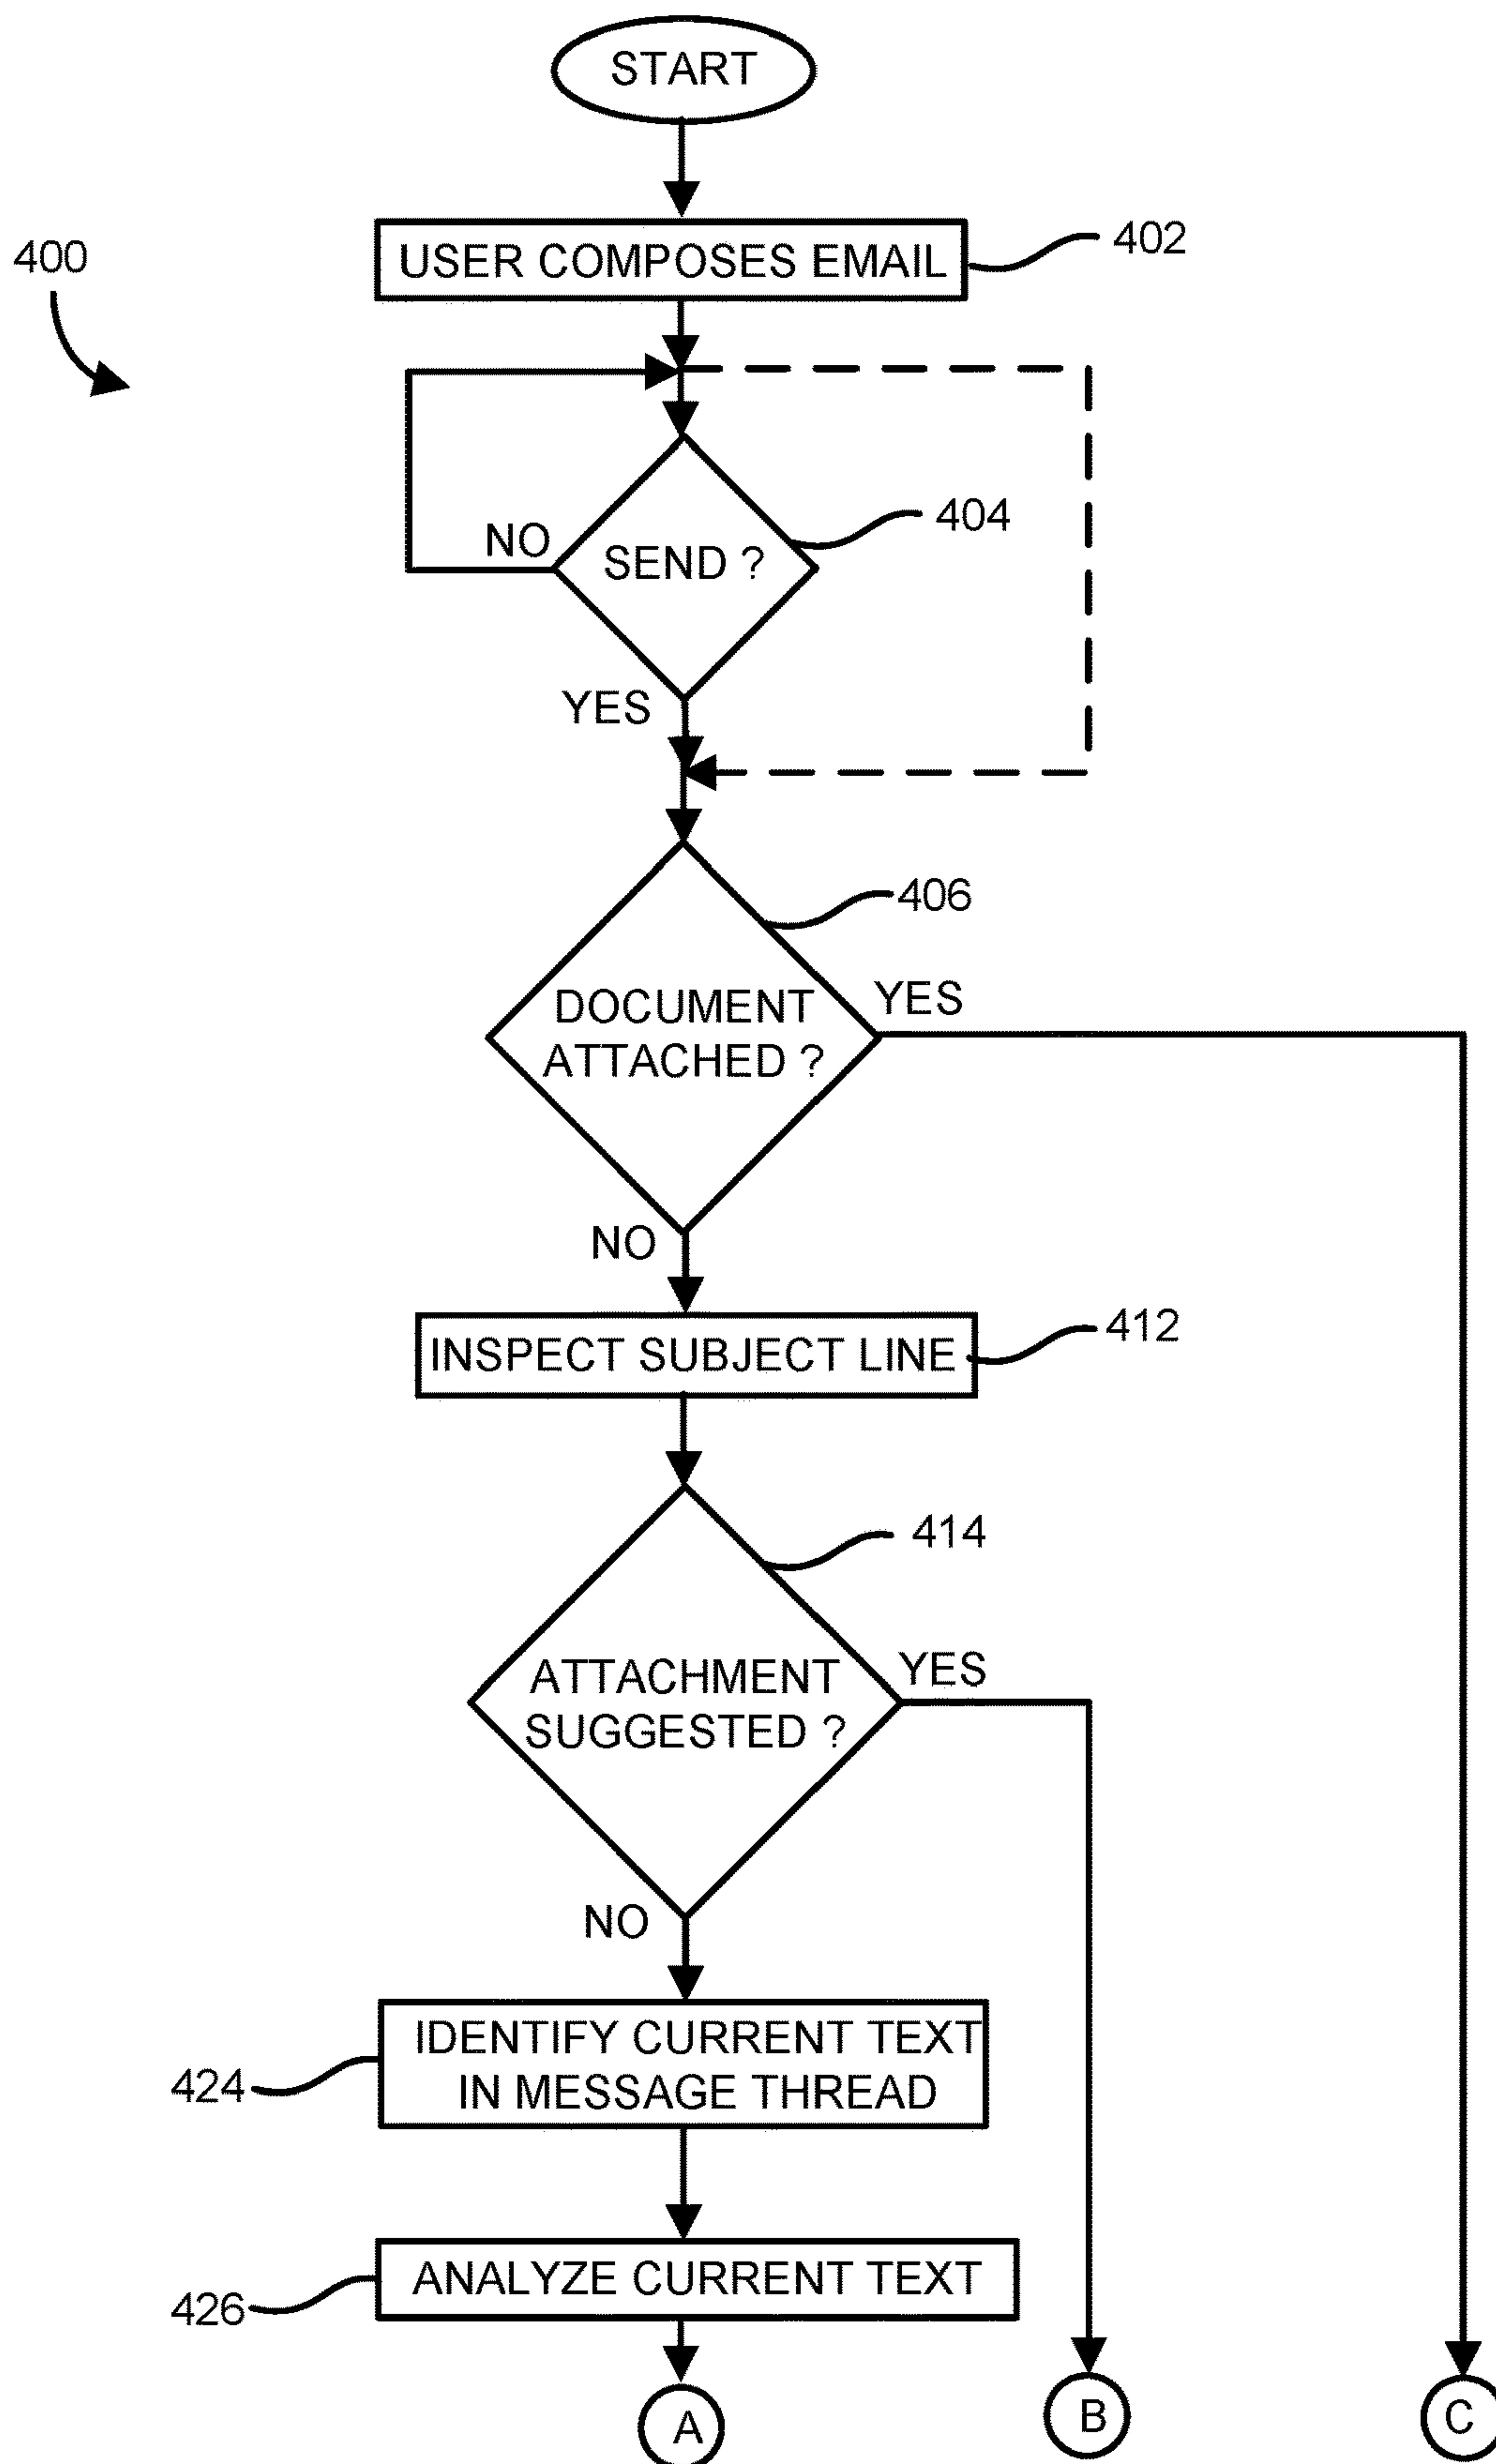 START
400
USER COMPOSES EMAIL
402
NO
SEND ?
404
YES
406
DOCUMENT
ATTACHED ?
YES
NO
INSPECT SUBJECT LINE
412
414
ATTACHMENT
SUGGESTED ?
YES
NO
IDENTIFY CURRENT TEXT
IN MESSAGE THREAD
424
ANALYZE CURRENT TEXT
426
A
B
C